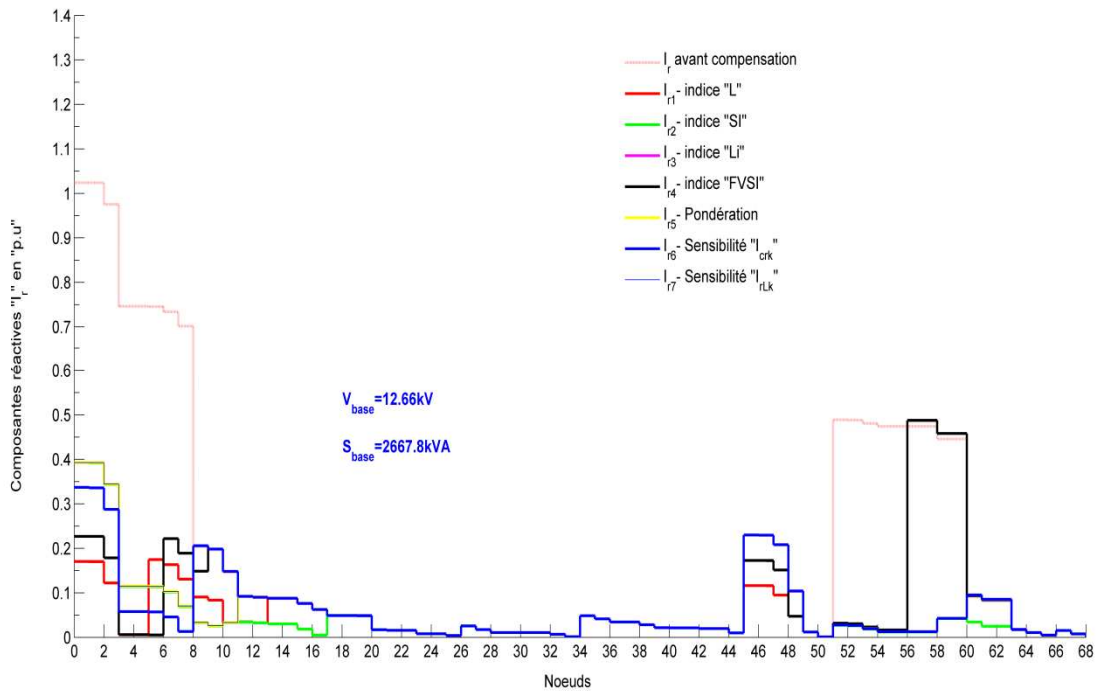 1.4
1.3
1.2
1.1
1
0.9
0.8
0.7
0.6
0.5
0.4
0.3
0.2
0.1
0
Composantes réactives "Ir" en "p.u"
Ir avant compensation
Ir1- indice "L"
Ir2- indice "SI"
Ir3- indice "Li"
Ir4- indice "FVSI"
Ir5- Pondération
Ir6- Sensibilité "Icrk"
Ir7- Sensibilité "IrLk"
Vbase=12.66kV
Sbase=2667.8kVA
0 2 4 6 8 10 12 14 16 18 20 22 24 26 28 30 32 34 36 38 40 42 44 46 48 50 52 54 56 58 60 62 64 66 68
Noeuds